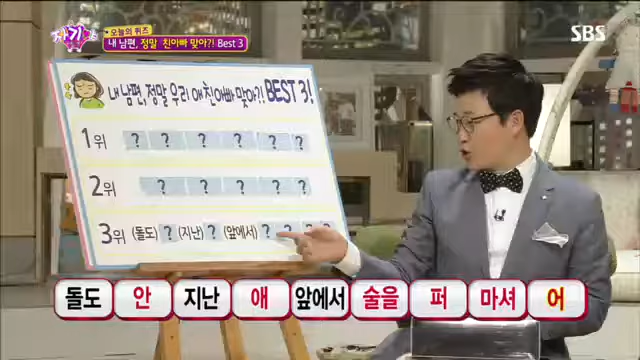 자기야
오늘의 퀴즈
내 남편, 정말 친아빠 맞아?! Best 3
SBS
내 남편, 정말 우리 애 친아빠 맞아?! BEST 3!
1위 ? ? ? ? ? ?
2위 ? ? ? ? ?
3위 (돌도) ? (지난) ? (앞에서) ? ? ? ?
돌도 안 지난 애 앞에서 술을 퍼 마셔 어